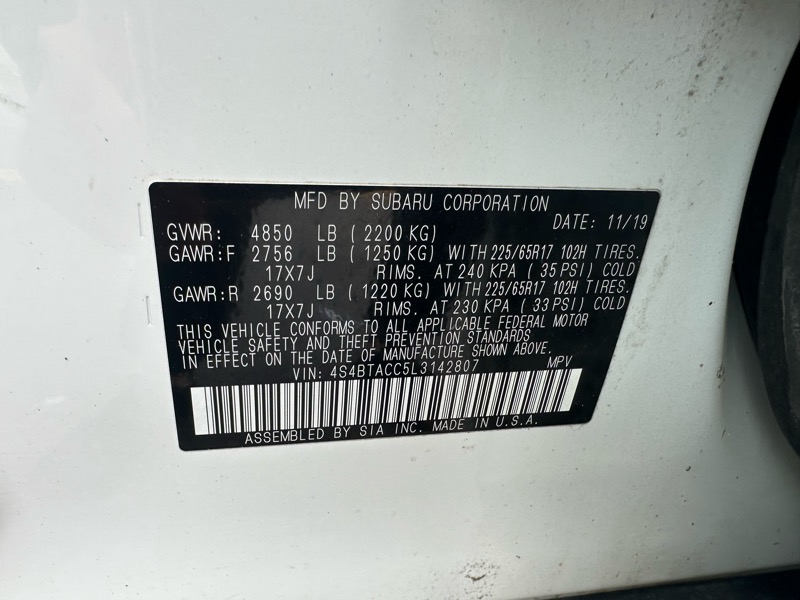 MFD BY SUBARU CORPORATION
DATE: 11/19
GVWR: 4850 LB (2200 KG)
GAWR:F 2756 LB (1250 KG) WITH 225/65R17 102H TIRES.
17X7J RIMS. AT 240 KPA (35 PSI) COLD
GAWR:R 2690 LB (1220 KG) WITH 225/65R17 102H TIRES.
17X7J RIMS. AT 230 KPA (33 PSI) COLD
THIS VEHICLE CONFORMS TO ALL APPLICABLE FEDERAL MOTOR
VEHICLE SAFETY AND THEFT PREVENTION STANDARDS
IN EFFECT ON THE DATE OF MANUFACTURE SHOWN ABOVE.
VIN: 4S4BTACC5L3142807 MPV
ASSEMBLED BY SIA INC. MADE IN U.S.A.